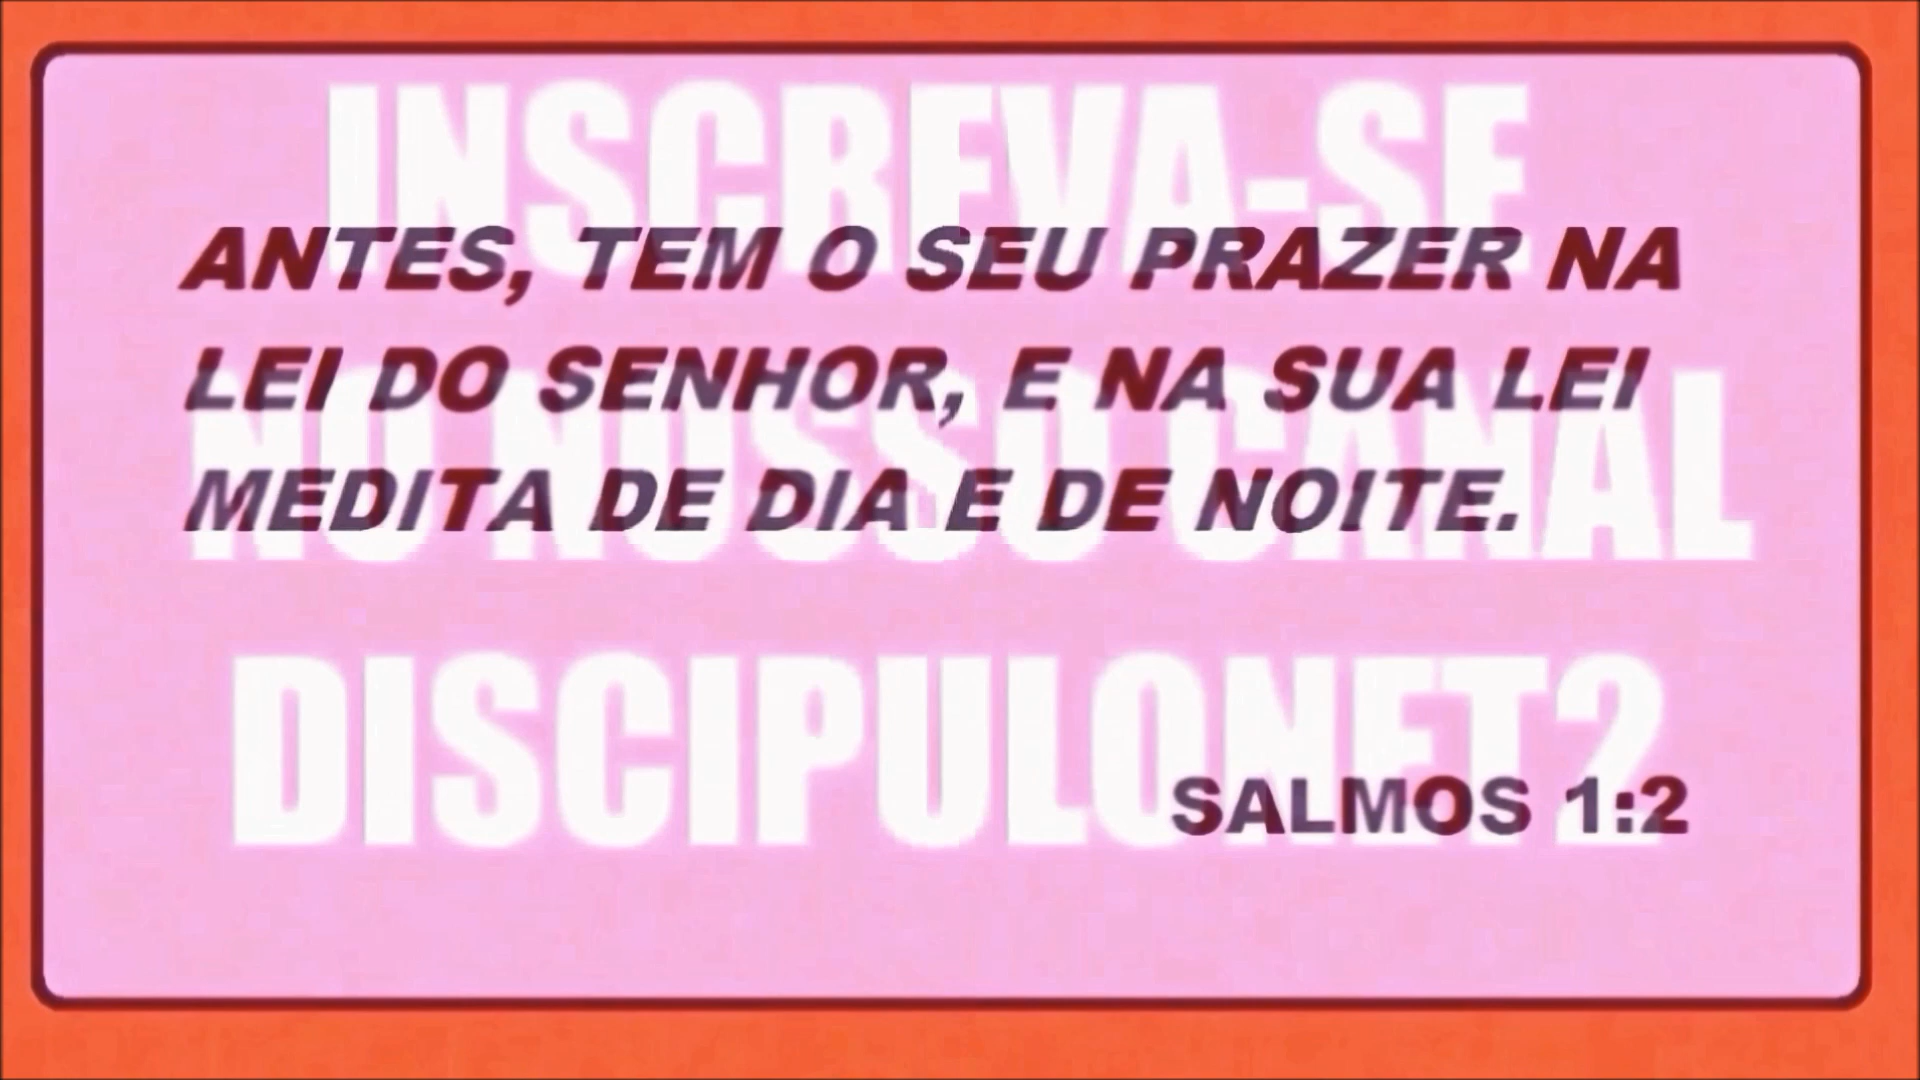 INSCREVA-SE
ANTES, TEM O SEU PRAZER NA
LEI DO SENHOR, E NA SUA LEI
NO NOSSO CANAL
MEDITA DE DIA E DE NOITE.
DISCIPULONET2
SALMOS 1:2